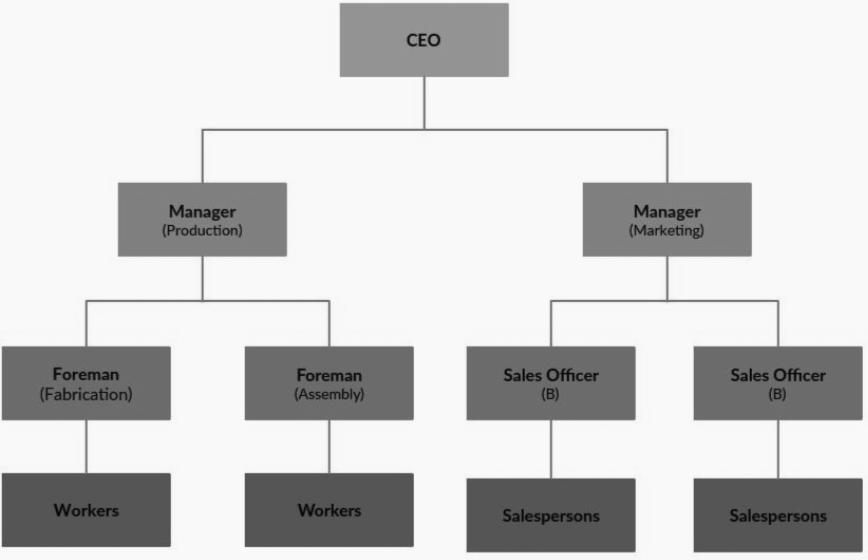 CEO
Manager
(Production)
Manager
(Marketing)
Foreman
(Fabrication)
Foreman
(Assembly)
Sales Officer
(B)
Sales Officer
(B)
Workers
Workers
Salespersons
Salespersons